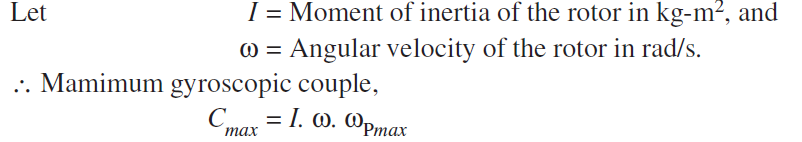 Let I = Moment of inertia of the rotor in kg-m², and
ω = Angular velocity of the rotor in rad/s.
∴ Mamimum gyroscopic couple,
C_max = I. ω. ω_Pmax